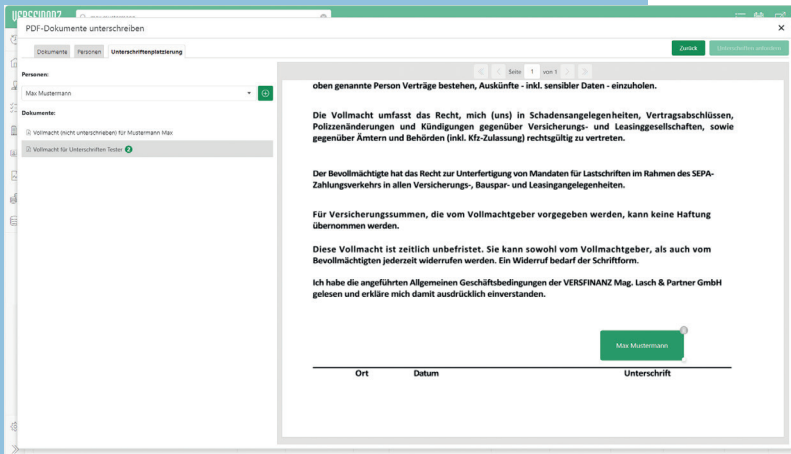 VERSFINANZ
PDF-Dokumente unterschreiben
Dokumente Personen Unterschriftenplatzierung
Zurück Unterschriften anfordern
Personen:
Max Mustermann
Dokumente:
Vollmacht (nicht unterschrieben) für Mustermann Max
Vollmacht für Unterschriften Tester 2
Seite 1 von 1
oben genannte Person Verträge bestehen, Auskünfte - inkl. sensibler Daten - einzuholen.
Die Vollmacht umfasst das Recht, mich (uns) in Schadensangelegenheiten, Vertragsabschlüssen,
Polizzenänderungen und Kündigungen gegenüber Versicherungs- und Leasinggesellschaften, sowie
gegenüber Ämtern und Behörden (inkl. Kfz-Zulassung) rechtsgültig zu vertreten.
Der Bevollmächtigte hat das Recht zur Unterfertigung von Mandaten für Lastschriften im Rahmen des SEPA-
Zahlungsverkehrs in allen Versicherungs-, Bauspar- und Leasingangelegenheiten.
Für Versicherungssummen, die vom Vollmachtgeber vorgegeben werden, kann keine Haftung
übernommen werden.
Diese Vollmacht ist zeitlich unbefristet. Sie kann sowohl vom Vollmachtgeber, als auch vom
Bevollmächtigten jederzeit widerrufen werden. Ein Widerruf bedarf der Schriftform.
Ich habe die angeführten Allgemeinen Geschäftsbedingungen der VERSFINANZ Mag. Lasch & Partner GmbH
gelesen und erkläre mich damit ausdrücklich einverstanden.
Max Mustermann
Ort Datum Unterschrift